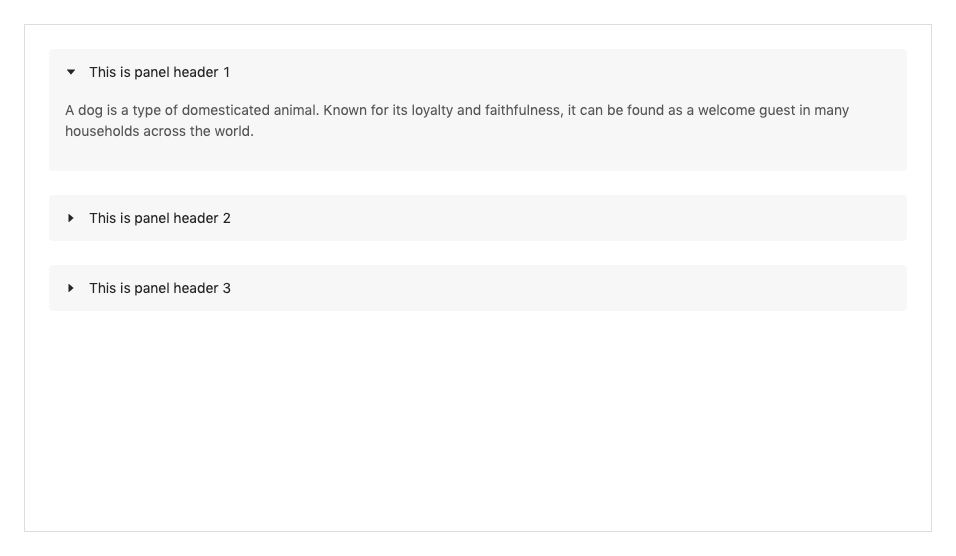 This is panel header 1
A dog is a type of domesticated animal. Known for its loyalty and faithfulness, it can be found as a welcome guest in many
households across the world.
This is panel header 2
This is panel header 3